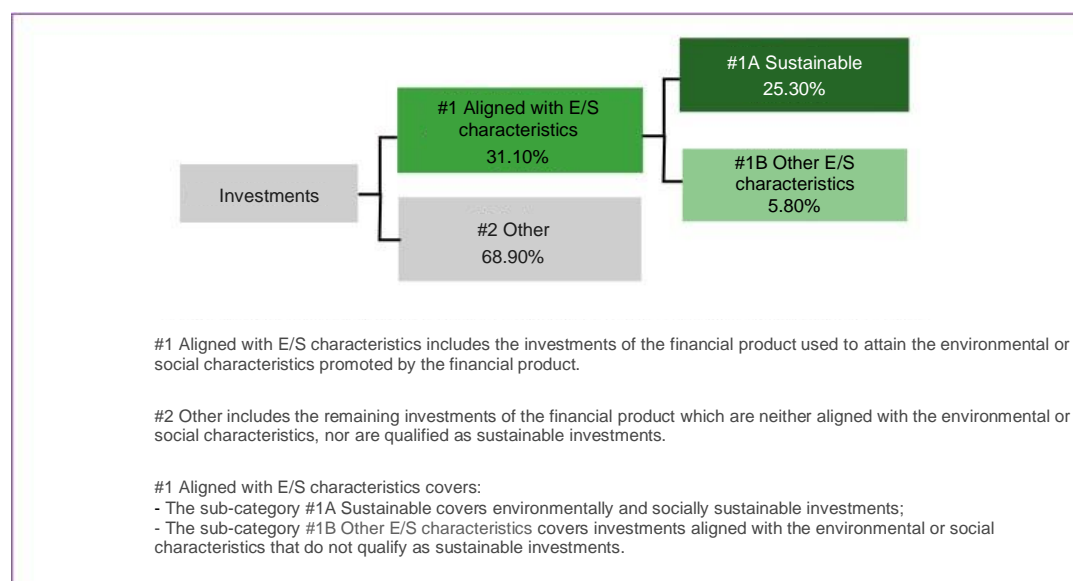 #1A Sustainable
25.30%
#1 Aligned with E/S
characteristics
31.10%
#1B Other E/S
characteristics
5.80%
Investments
#2 Other
68.90%
#1 Aligned with E/S characteristics includes the investments of the financial product used to attain the environmental or
social characteristics promoted by the financial product.
#2 Other includes the remaining investments of the financial product which are neither aligned with the environmental or
social characteristics, nor are qualified as sustainable investments.
#1 Aligned with E/S characteristics covers:
- The sub-category #1A Sustainable covers environmentally and socially sustainable investments;
- The sub-category #1B Other E/S characteristics covers investments aligned with the environmental or social
characteristics that do not qualify as sustainable investments.